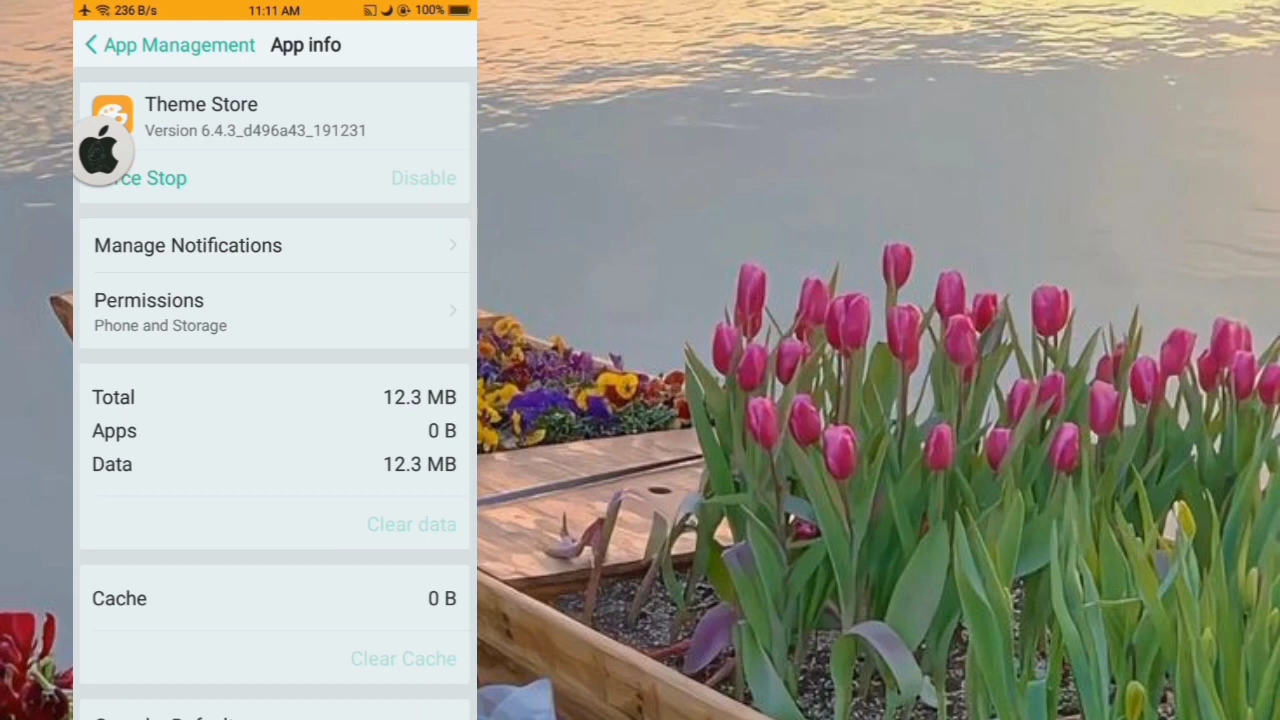 236 B/s 11:11 AM 100%
App Management App info
Theme Store
Version 6.4.3_d496a43_191231
rce Stop Disable
Manage Notifications
Permissions
Phone and Storage
Total 12.3 MB
Apps 0 B
Data 12.3 MB
Clear data
Cache 0 B
Clear Cache